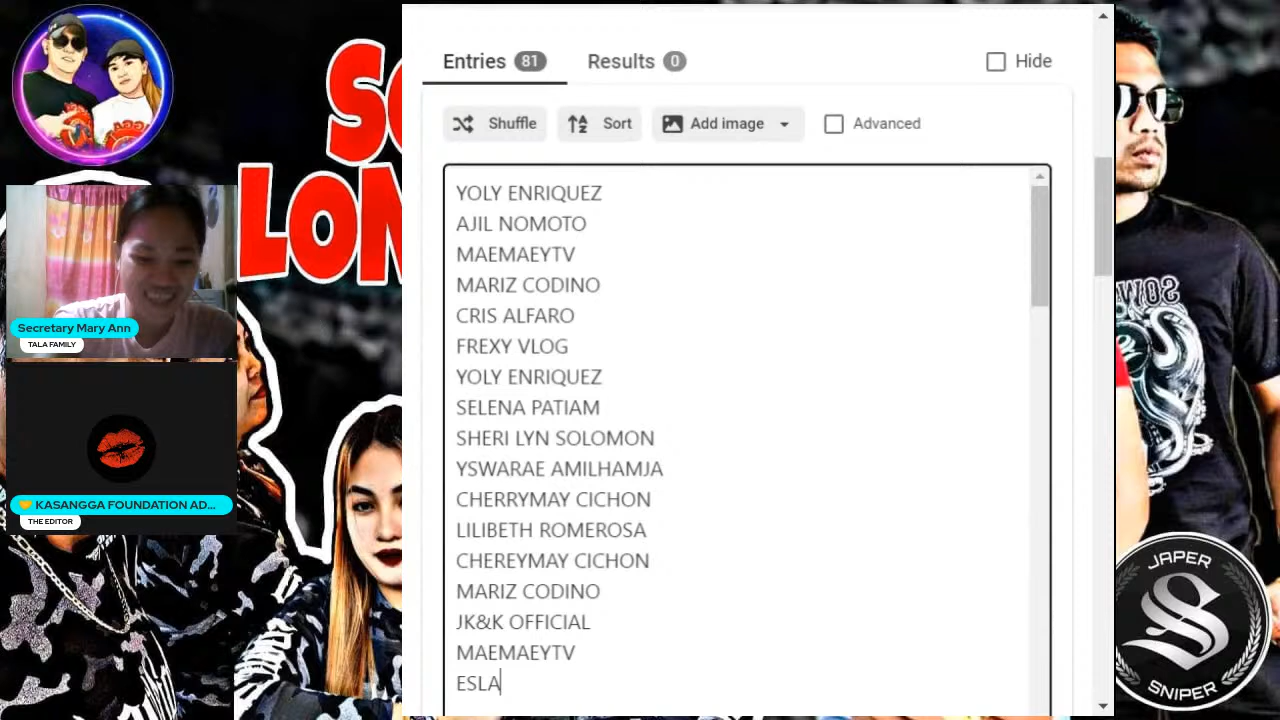 SO
LON
Entries 81 Results 0 Hide
Shuffle Sort Add image Advanced
YOLY ENRIQUEZ
AJIL NOMOTO
MAEMAEYTV
MARIZ CODINO
CRIS ALFARO
FREXY VLOG
YOLY ENRIQUEZ
SELENA PATIAM
SHERI LYN SOLOMON
YSWARAE AMILHAMJA
CHERRYMAY CICHON
LILIBETH ROMEROSA
CHEREYMAY CICHON
MARIZ CODINO
JK&K OFFICIAL
MAEMAEYTV
ESLA
Secretary Mary Ann
TALA FAMILY
KASANGGA FOUNDATION AD...
THE EDITOR
JAPER
S
SNIPER